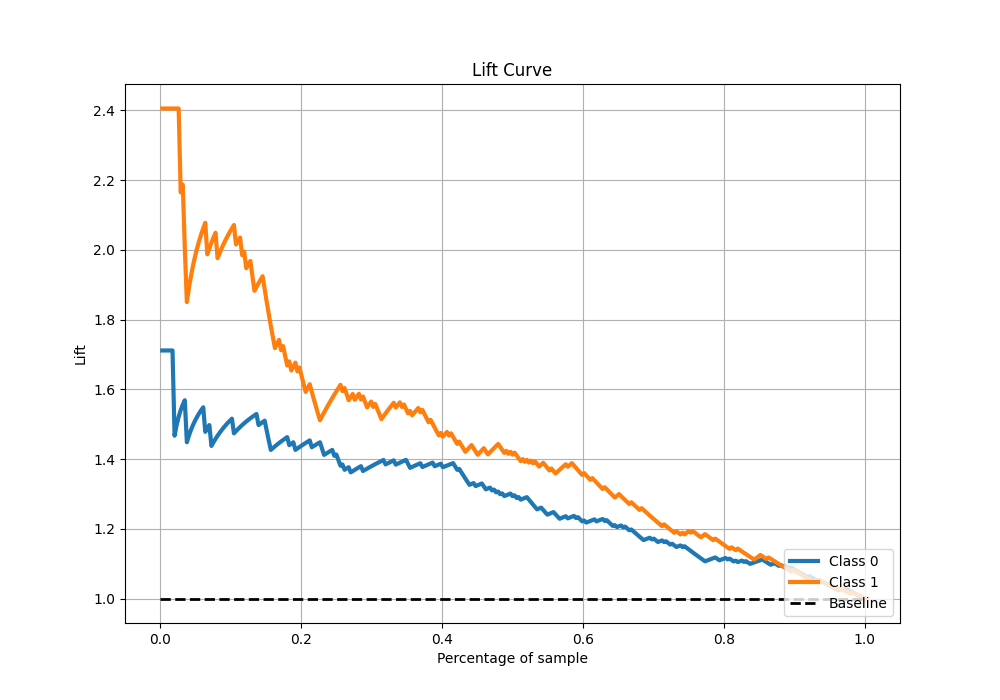 Lift Curve
2.4
2.2
2.0
1.8
1.6
1.4
1.2
1.0
Lift
0.0 0.2 0.4 0.6 0.8 1.0
Percentage of sample
Class 0
Class 1
Baseline